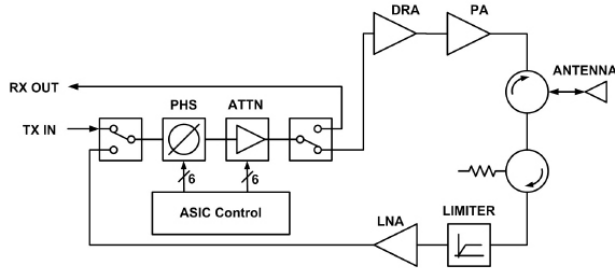 DRA
PA
ANTENNA
RX OUT
PHS
ATTN
TX IN
6
6
ASIC Control
LNA
LIMITER